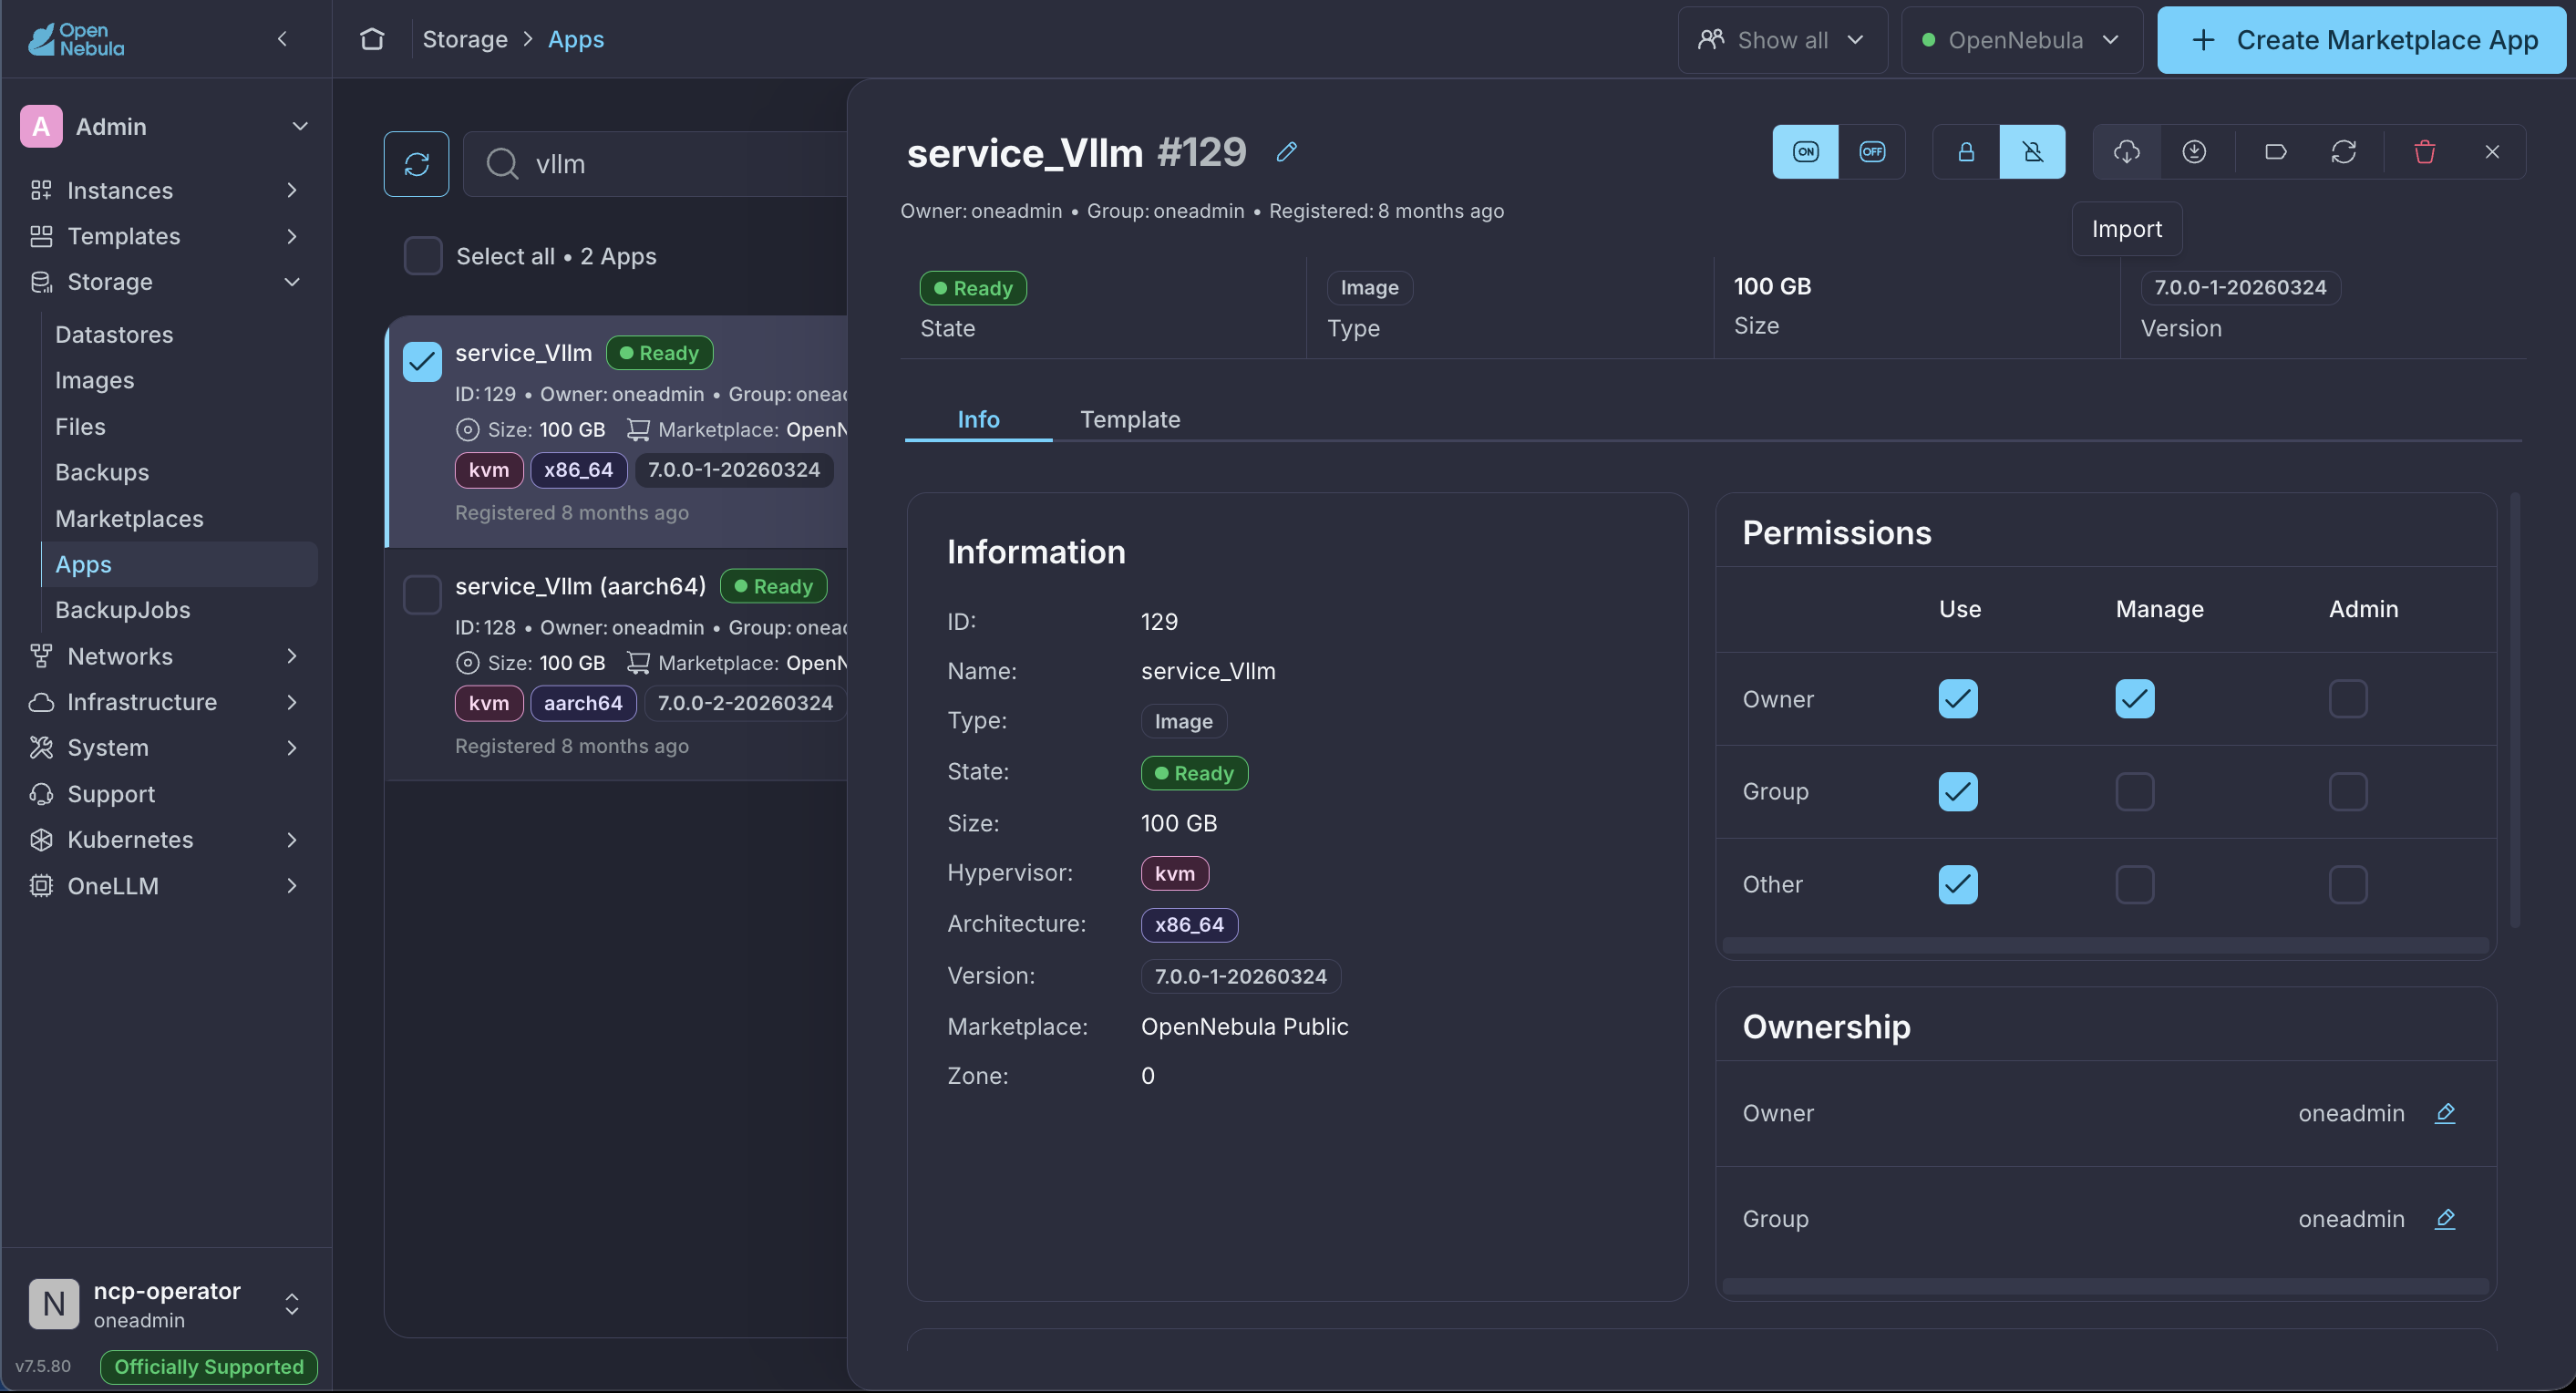 Open
Nebula
Storage > Apps
Show all
OpenNebula
+ Create Marketplace App
A Admin
Instances
Templates
Storage
Datastores
Images
Files
Backups
Marketplaces
Apps
BackupJobs
Networks
Infrastructure
System
Support
Kubernetes
OneLLM
N
ncp-operator
oneadmin
v7.5.80 Officially Supported
vllm
Select all • 2 Apps
service_Vllm Ready
ID: 129 • Owner: oneadmin • Group: onead
Size: 100 GB Marketplace: OpenN
kvm x86_64 7.0.0-1-20260324
Registered 8 months ago
service_Vllm (aarch64) Ready
ID: 128 • Owner: oneadmin • Group: onead
Size: 100 GB Marketplace: OpenN
kvm aarch64 7.0.0-2-20260324
Registered 8 months ago
service_Vllm #129
ON OFF
Owner: oneadmin • Group: oneadmin • Registered: 8 months ago
Import
Ready Image 100 GB 7.0.0-1-20260324
State Type Size Version
Info Template
Information
ID: 129
Name: service_Vllm
Type: Image
State: Ready
Size: 100 GB
Hypervisor: kvm
Architecture: x86_64
Version: 7.0.0-1-20260324
Marketplace: OpenNebula Public
Zone: 0
Permissions
Use Manage Admin
Owner
Group
Other
Ownership
Owner oneadmin
Group oneadmin